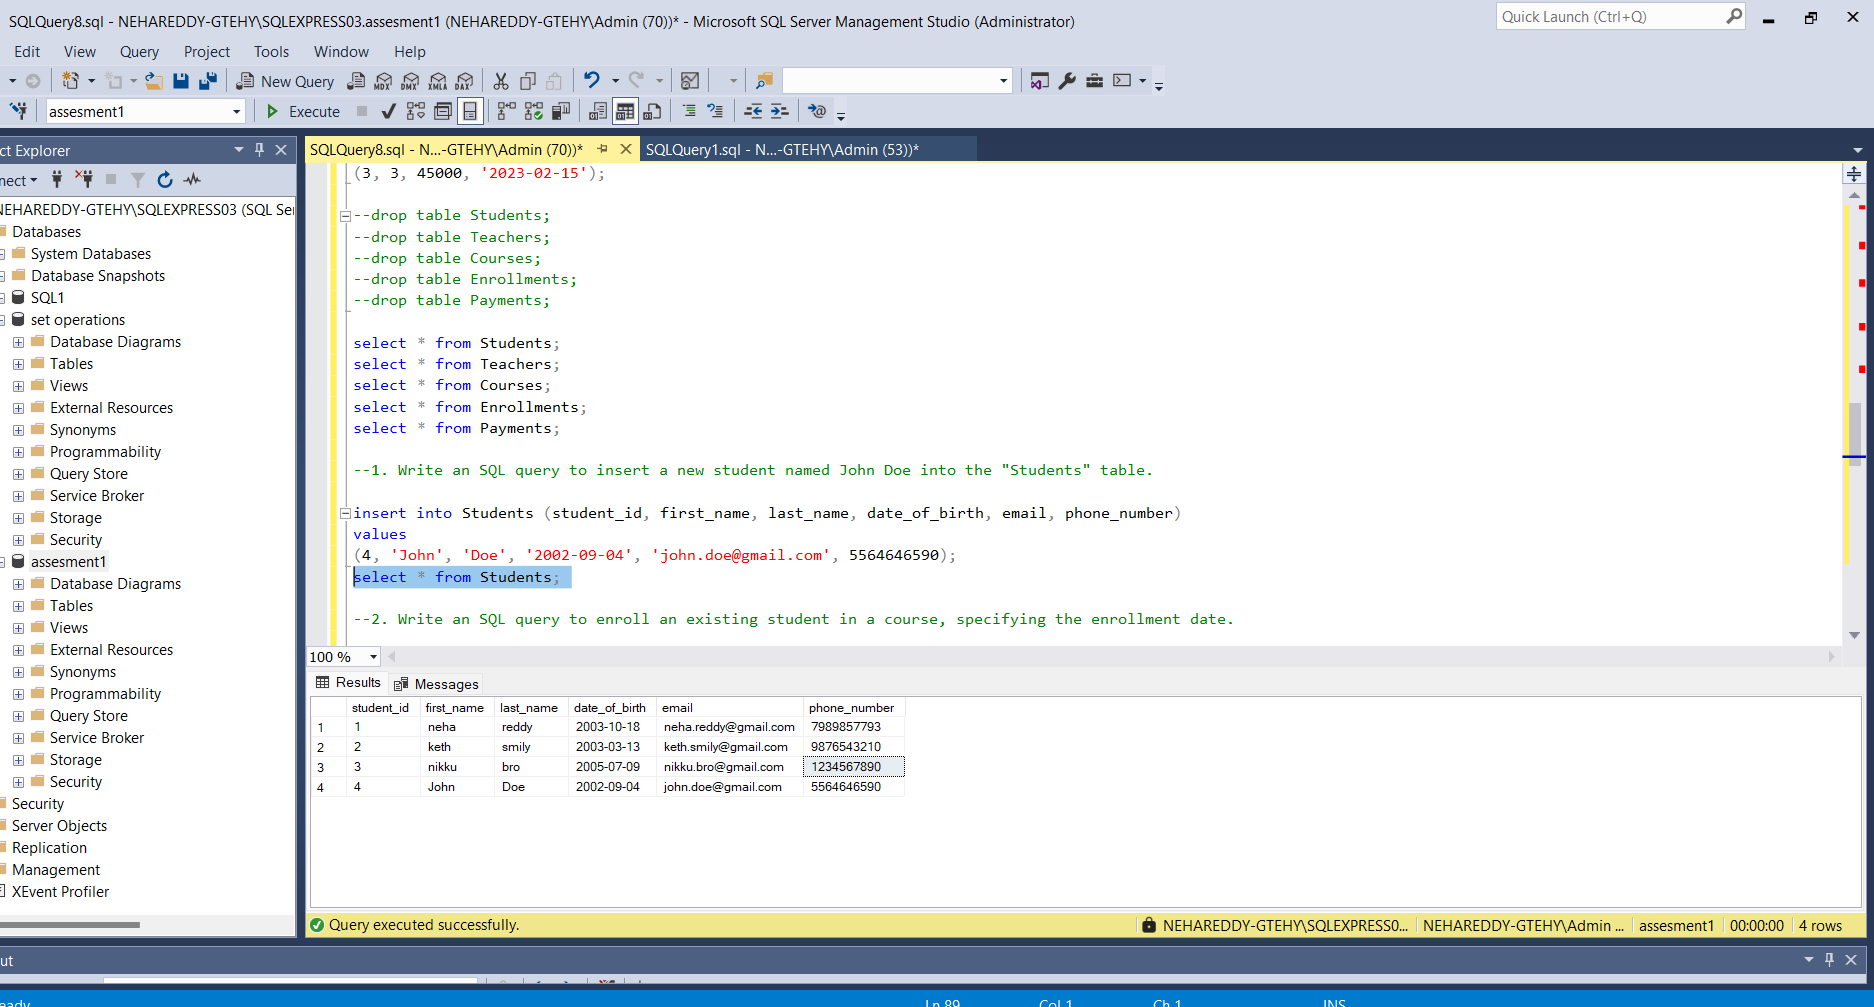 SQLQuery8.sql - NEHAREDDY-GTEHY\SQLEXPRESS03.assesment1 (NEHAREDDY-GTEHY\Admin (70))* - Microsoft SQL Server Management Studio (Administrator)
Quick Launch (Ctrl+Q)
Edit View Query Project Tools Window Help
New Query MDX DMX XMLA DAX
assesment1 Execute
ct Explorer
SQLQuery8.sql - N...-GTEHY\Admin (70))* SQLQuery1.sql - N...-GTEHY\Admin (53))*
nect
NEHAREDDY-GTEHY\SQLEXPRESS03 (SQL Se
Databases
System Databases
Database Snapshots
SQL1
set operations
Database Diagrams
Tables
Views
External Resources
Synonyms
Programmability
Query Store
Service Broker
Storage
Security
assesment1
Database Diagrams
Tables
Views
External Resources
Synonyms
Programmability
Query Store
Service Broker
Storage
Security
Security
Server Objects
Replication
Management
XEvent Profiler
(3, 3, 45000, '2023-02-15');
--drop table Students;
--drop table Teachers;
--drop table Courses;
--drop table Enrollments;
--drop table Payments;
select * from Students;
select * from Teachers;
select * from Courses;
select * from Enrollments;
select * from Payments;
--1. Write an SQL query to insert a new student named John Doe into the "Students" table.
insert into Students (student_id, first_name, last_name, date_of_birth, email, phone_number)
values
(4, 'John', 'Doe', '2002-09-04', 'john.doe@gmail.com', 5564646590);
select * from Students;
--2. Write an SQL query to enroll an existing student in a course, specifying the enrollment date.
100 %
Results Messages
student_id first_name last_name date_of_birth email phone_number
1 1 neha reddy 2003-10-18 neha.reddy@gmail.com 7989857793
2 2 keth smily 2003-03-13 keth.smily@gmail.com 9876543210
3 3 nikku bro 2005-07-09 nikku.bro@gmail.com 1234567890
4 4 John Doe 2002-09-04 john.doe@gmail.com 5564646590
Query executed successfully. NEHAREDDY-GTEHY\SQLEXPRESS0... NEHAREDDY-GTEHY\Admin ... assesment1 00:00:00 4 rows
ut
eady Ln 89 Col 1 Ch 1 INS